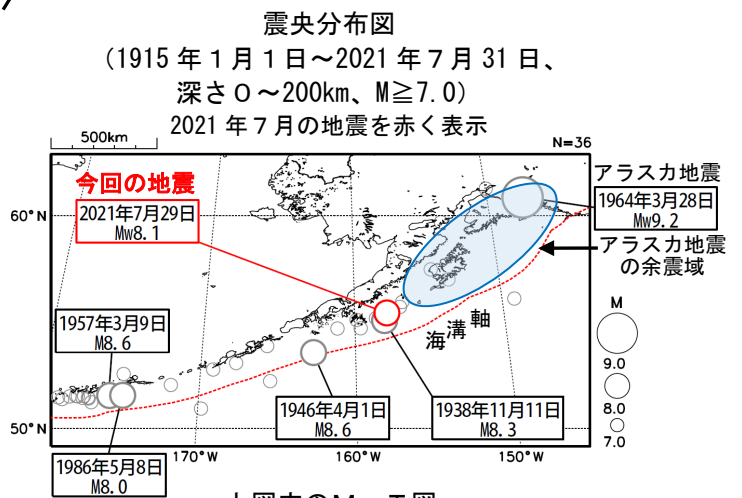 震央分布図
(1915年1月1日～2021年7月31日、
深さ0～200km、M≧7.0)
2021年7月の地震を赤く表示
500km
N=36
今回の地震
2021年7月29日
Mw8.1
アラスカ地震
1964年3月28日
Mw9.2
60°N
アラスカ地震
の余震域
M
9.0
8.0
7.0
1957年3月9日
M8.6
海溝軸
1946年4月1日
M8.6
1938年11月11日
M8.3
50°N
170°W
160°W
150°W
1986年5月8日
M8.0